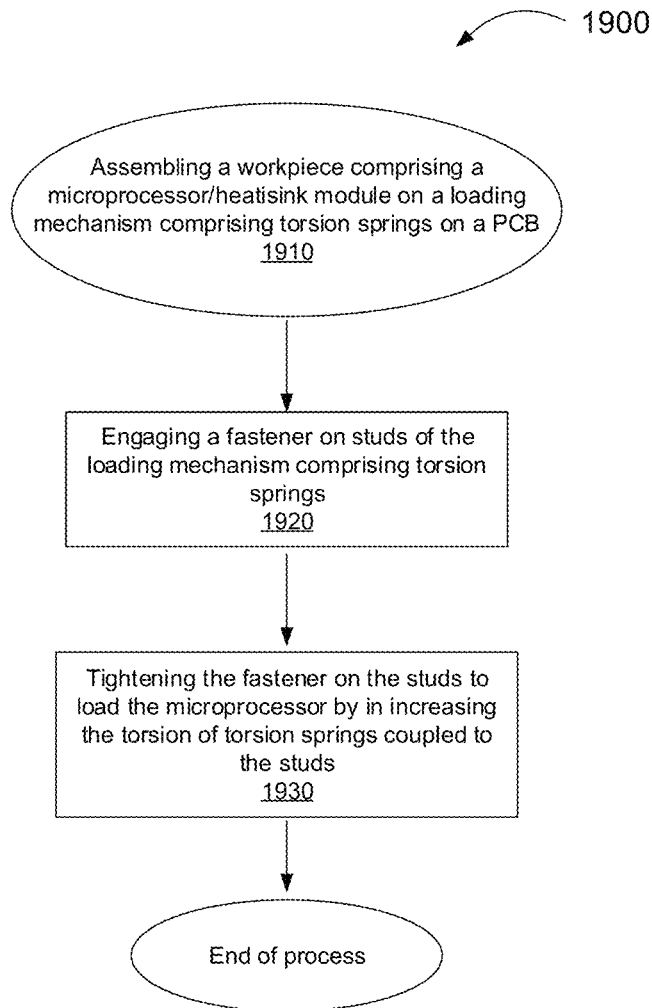 1900
Assembling a workpiece comprising a
microprocessor/heatisink module on a loading
mechanism comprising torsion springs on a PCB
1910
Engaging a fastener on studs of the
loading mechanism comprising torsion
springs
1920
Tightening the fastener on the studs to
load the microprocessor by in increasing
the torsion of torsion springs coupled to
the studs
1930
End of process